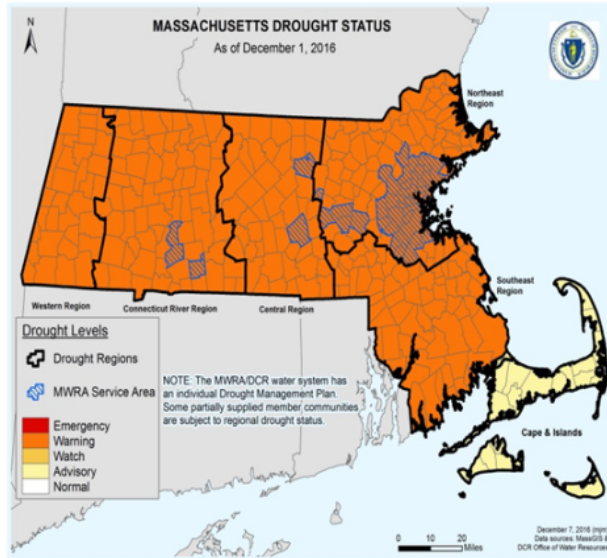 MASSACHUSETTS DROUGHT STATUS
As of December 1, 2016
N
Northeast
Region
Southeast
Region
Western Region
Connecticut River Region
Central Region
Cape & Islands
Drought Levels
Drought Regions
MWRA Service Area
Emergency
Warning
Watch
Advisory
Normal
NOTE: The MWRA/DCR water system has
an individual Drought Management Plan.
Some partially supplied member communities
are subject to regional drought status.
0 10 20
Miles
December 7, 2016 (mjm)
Data sources: MassGIS &
DCR Office of Water Resources